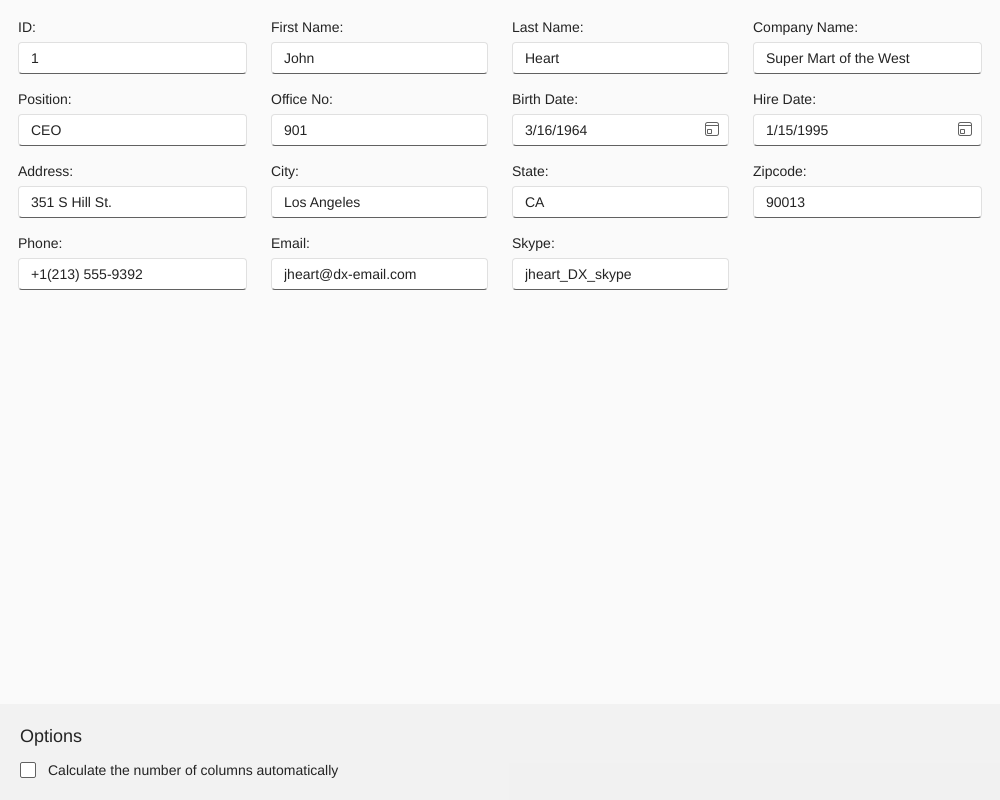 ID: First Name: Last Name: Company Name:
1 John Heart Super Mart of the West
Position: Office No: Birth Date: Hire Date:
CEO 901 3/16/1964 1/15/1995
Address: City: State: Zipcode:
351 S Hill St. Los Angeles CA 90013
Phone: Email: Skype:
+1(213) 555-9392 jheart@dx-email.com jheart_DX_skype
Options
Calculate the number of columns automatically